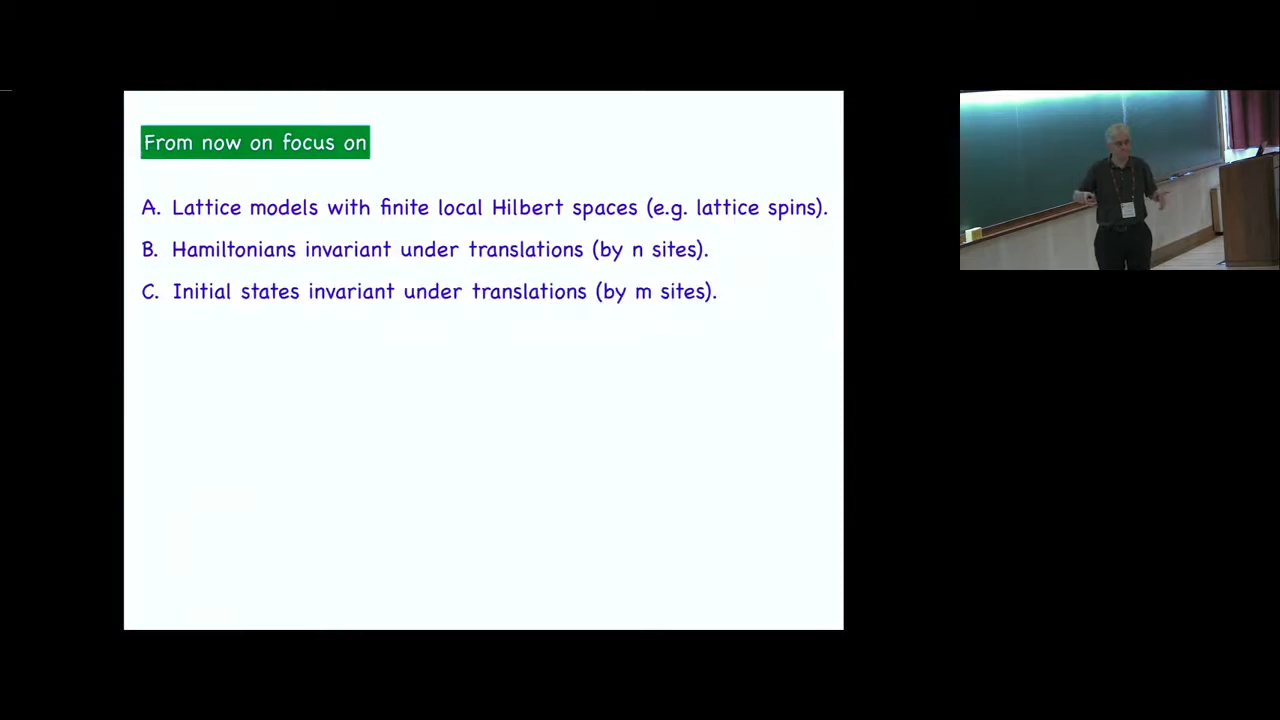 From now on focus on
A. Lattice models with finite local Hilbert spaces (e.g. lattice spins).
B. Hamiltonians invariant under translations (by n sites).
C. Initial states invariant under translations (by m sites).